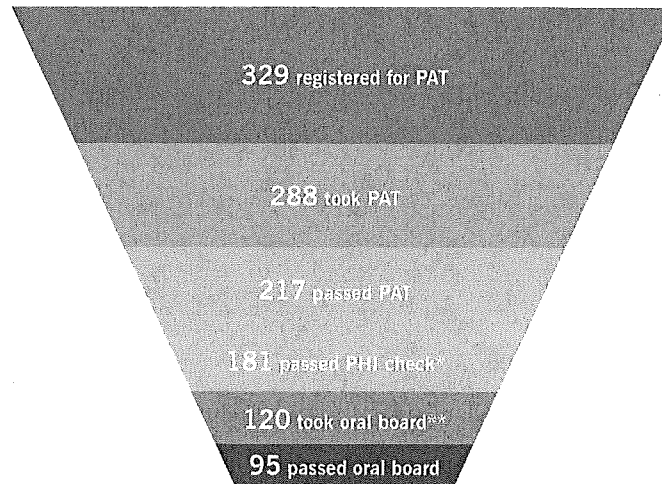 329 registered for PAT
288 took PAT
217 passed PAT
181 passed PHI check*
120 took oral board**
95 passed oral board